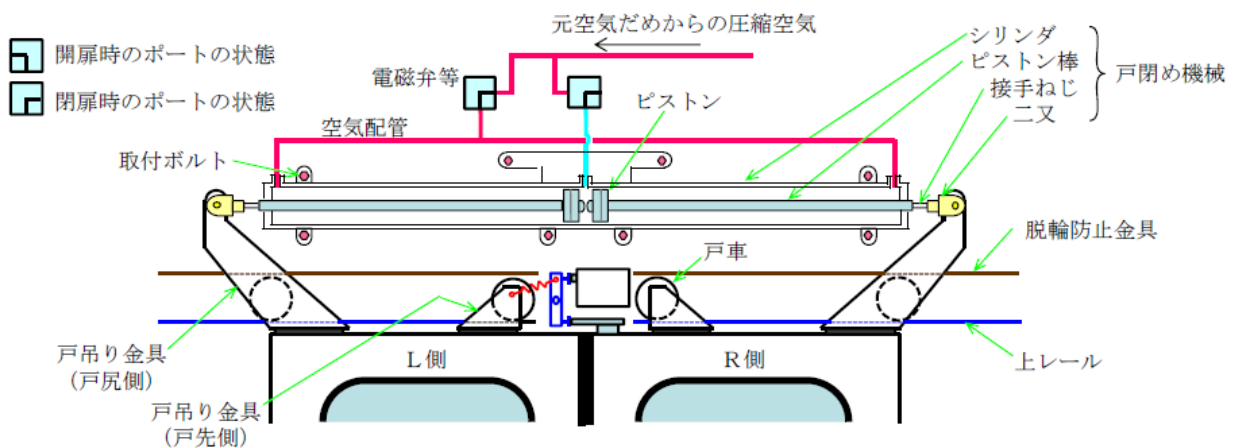 元空気だめからの圧縮空気
開扉時のポートの状態
閉扉時のポートの状態
電磁弁等
ピストン
シリンダ
ピストン棒
接手ねじ
二又
戸閉め機械
空気配管
取付ボルト
脱輪防止金具
戸車
戸吊り金具
(戸尻側)
L側
R側
上レール
戸吊り金具
(戸先側)